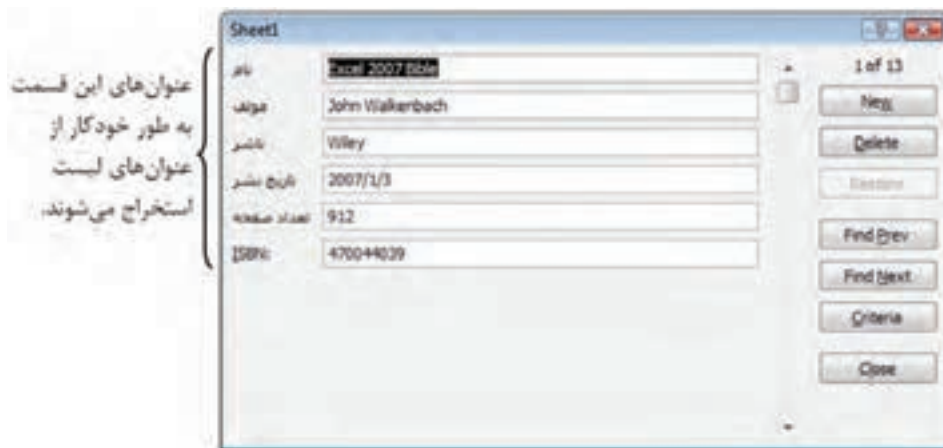 Sheet1
عنوان‌های این قسمت
به طور خودکار از
عنوان‌های لیست
استخراج می‌شوند.
نام Excel 2007 Bible
مولف John Walkenbach
ناشر Wiley
تاریخ نشر 2007/1/3
تعداد صفحه 912
ISBN: 470044039
1 of 13
New
Delete
Restore
Find Prev
Find Next
Criteria
Close